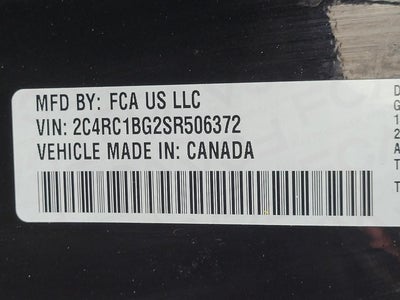 MFD BY: FCA US LLC
VIN: 2C4RC1BG2SR506372
VEHICLE MADE IN: CANADA